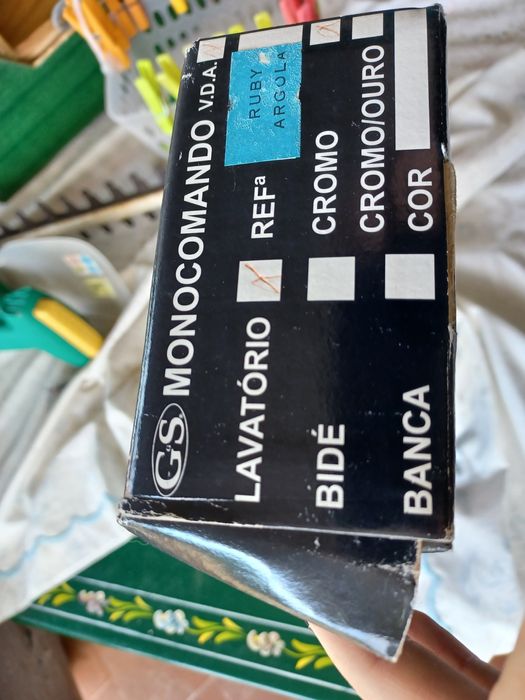 GS MONOCOMANDO V.D.A.
LAVATÓRIO REFª RUBY ARGOLA
BIDÉ CROMO
CROMO/OURO
BANCA COR